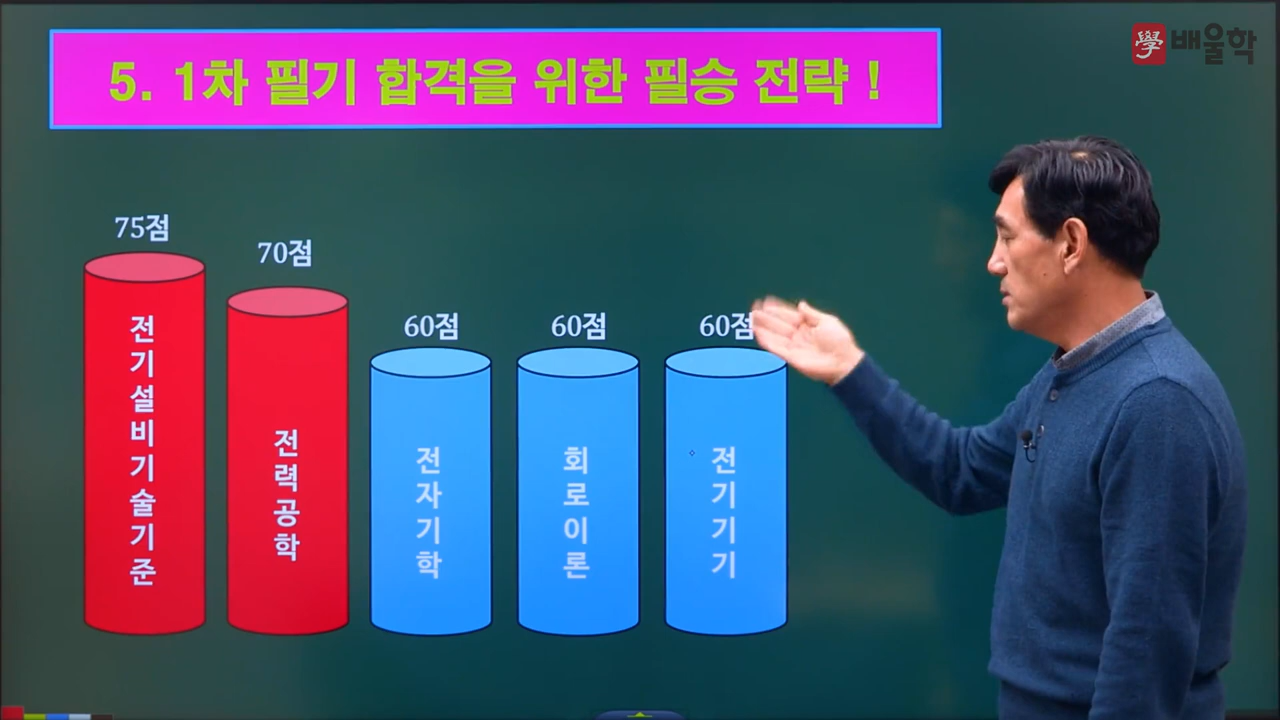 學 배울학
5. 1차 필기 합격을 위한 필승 전략 !
75점
70점
60점
60점
60점
전기설비기술기준
전력공학
전자기학
회로이론
전기기기